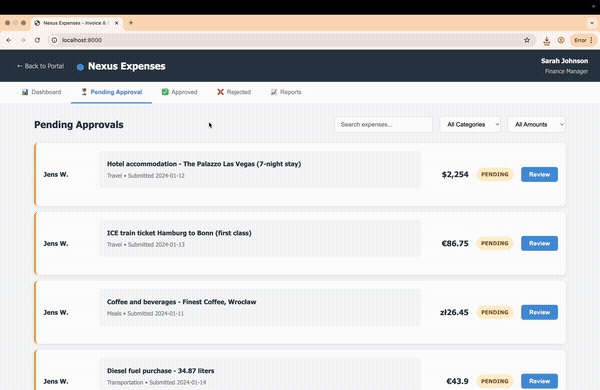 Nexus Expenses - Invoice &
localhost:8000
Error
← Back to Portal
Nexus Expenses
Sarah Johnson
Finance Manager
Dashboard
Pending Approval
Approved
Rejected
Reports
Pending Approvals
Search expenses...
All Categories
All Amounts
Jens W.
Hotel accommodation - The Palazzo Las Vegas (7-night stay)
Travel • Submitted 2024-01-12
$2,254
PENDING
Review
Jens W.
ICE train ticket Hamburg to Bonn (first class)
Travel • Submitted 2024-01-13
€86.75
PENDING
Review
Jens W.
Coffee and beverages - Finest Coffee, Wrocław
Meals • Submitted 2024-01-11
zł26.45
PENDING
Review
Jens W.
Diesel fuel purchase - 34.87 liters
Transportation • Submitted 2024-01-14
€43.9
PENDING
Review